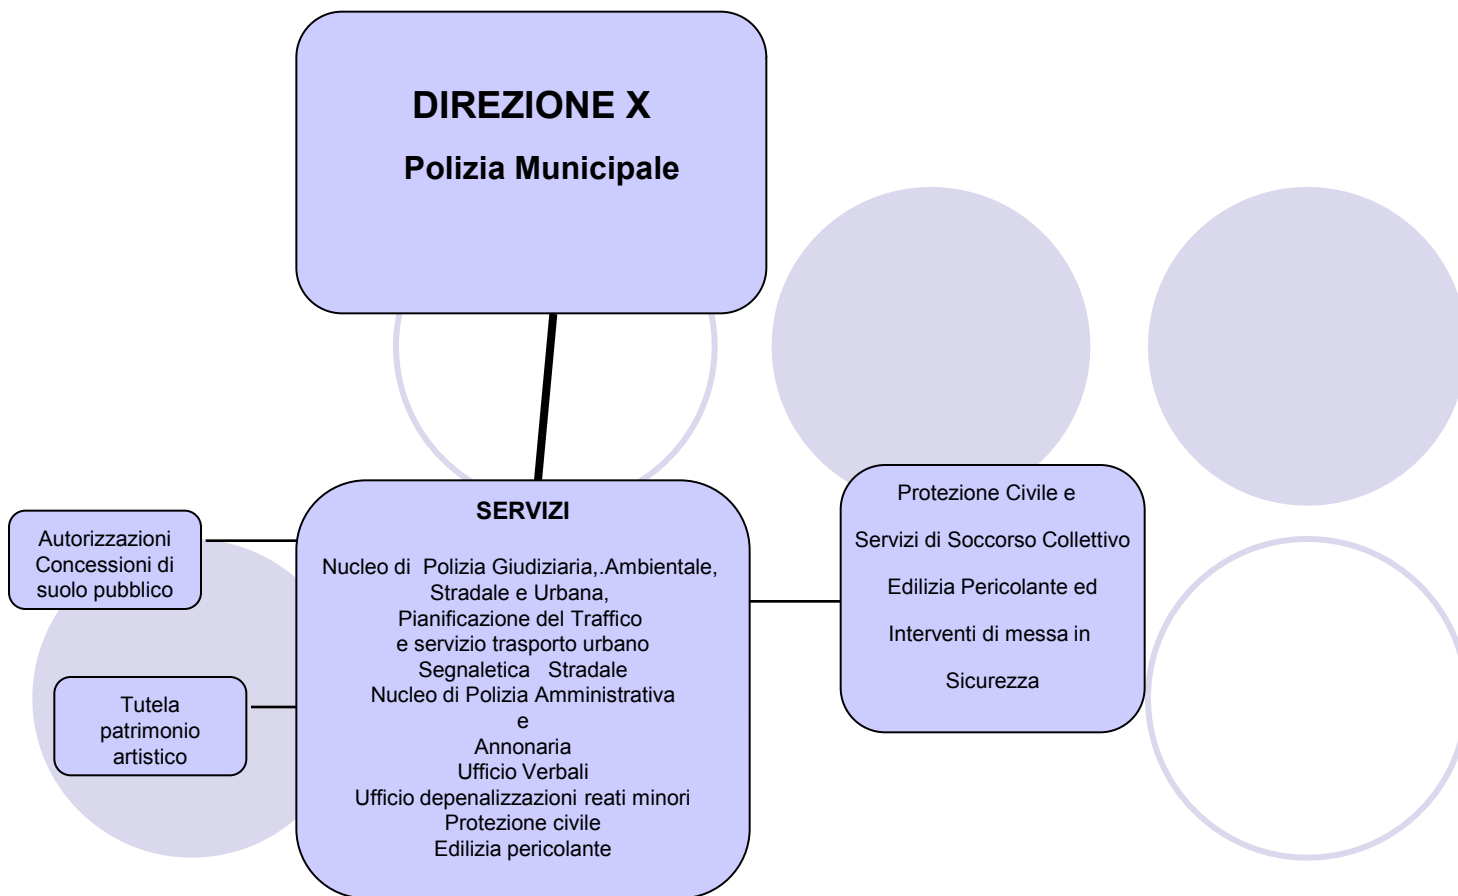 DIREZIONE X
Polizia Municipale
SERVIZI
Nucleo di Polizia Giudiziaria,.Ambientale,
Stradale e Urbana,
Pianificazione del Traffico
e servizio trasporto urbano
Segnaletica Stradale
Nucleo di Polizia Amministrativa
e
Annonaria
Ufficio Verbali
Ufficio depenalizzazioni reati minori
Protezione civile
Edilizia pericolante
Autorizzazioni
Concessioni di
suolo pubblico
Tutela
patrimonio
artistico
Protezione Civile e
Servizi di Soccorso Collettivo
Edilizia Pericolante ed
Interventi di messa in
Sicurezza